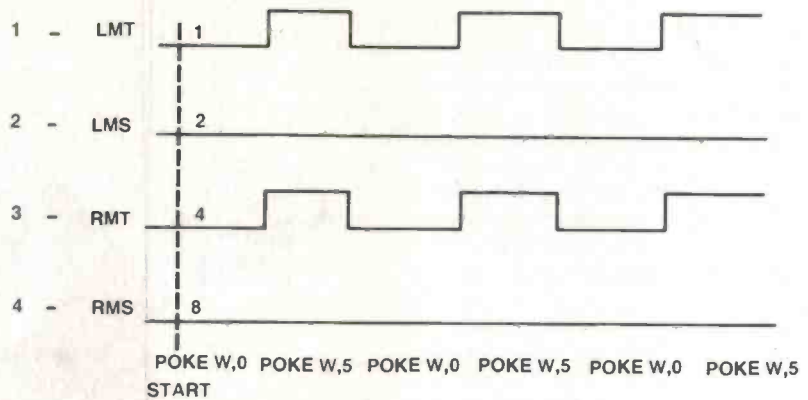 1 - LMT 1
2 - LMS 2
3 - RMT 4
4 - RMS 8
POKE W,0 POKE W,5 POKE W,0 POKE W,5 POKE W,0 POKE W,5
START